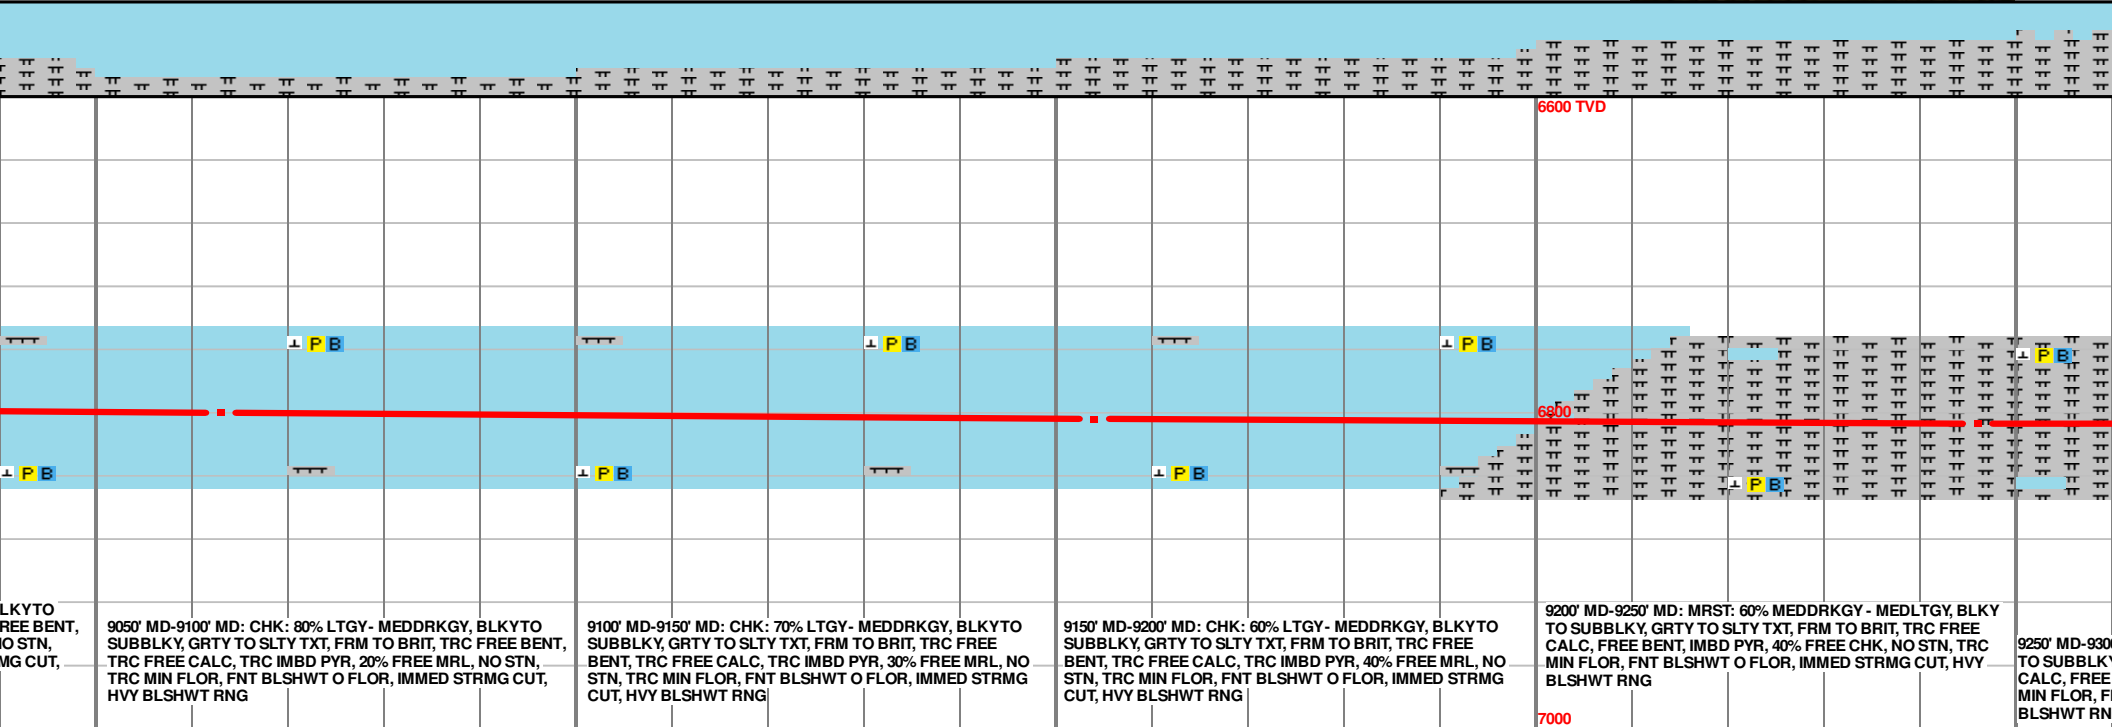 6600 TVD
P B
P B
P B
P B
6800
P B
P B
P B
P B
LKYTO
REE BENT,
IO STN,
MG CUT,
9050' MD-9100' MD: CHK: 80% LTGY- MEDDRKGY, BLKYTO
SUBBLKY, GRTY TO SLTY TXT, FRM TO BRIT, TRC FREE BENT,
TRC FREE CALC, TRC IMBD PYR, 20% FREE MRL, NO STN,
TRC MIN FLOR, FNT BLSHWT O FLOR, IMMED STRMG CUT,
HVY BLSHWT RNG
9100' MD-9150' MD: CHK: 70% LTGY- MEDDRKGY, BLKYTO
SUBBLKY, GRTY TO SLTY TXT, FRM TO BRIT, TRC FREE
BENT, TRC FREE CALC, TRC IMBD PYR, 30% FREE MRL, NO
STN, TRC MIN FLOR, FNT BLSHWT O FLOR, IMMED STRMG
CUT, HVY BLSHWT RNG
9150' MD-9200' MD: CHK: 60% LTGY- MEDDRKGY, BLKYTO
SUBBLKY, GRTY TO SLTY TXT, FRM TO BRIT, TRC FREE
BENT, TRC FREE CALC, TRC IMBD PYR, 40% FREE MRL, NO
STN, TRC MIN FLOR, FNT BLSHWT O FLOR, IMMED STRMG
CUT, HVY BLSHWT RNG
9200' MD-9250' MD: MRST: 60% MEDDRKGY - MEDLTGY, BLKY
TO SUBBLKY, GRTY TO SLTY TXT, FRM TO BRIT, TRC FREE
CALC, FREE BENT, IMBD PYR, 40% FREE CHK, NO STN, TRC
MIN FLOR, FNT BLSHWT O FLOR, IMMED STRMG CUT, HVY
BLSHWT RNG
9250' MD-9300
TO SUBBLKY
CALC, FREE
MIN FLOR, F
BLSHWT RN
7000